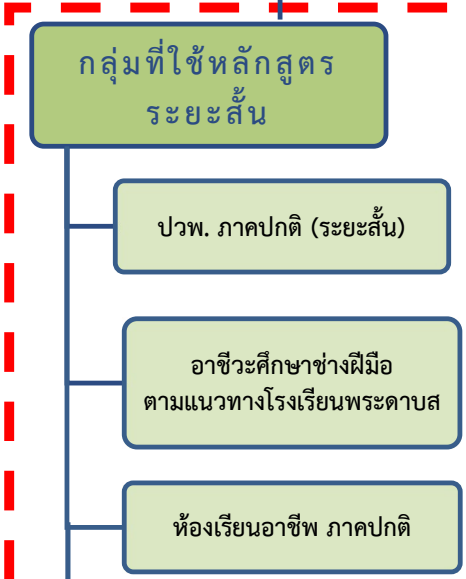 กลุ่มที่ใช้หลักสูตร
ระยะสั้น
ปวพ. ภาคปกติ (ระยะสั้น)
อาชีวะศึกษาช่างฝีมือ
ตามแนวทางโรงเรียนพระดาบส
ห้องเรียนอาชีพ ภาคปกติ